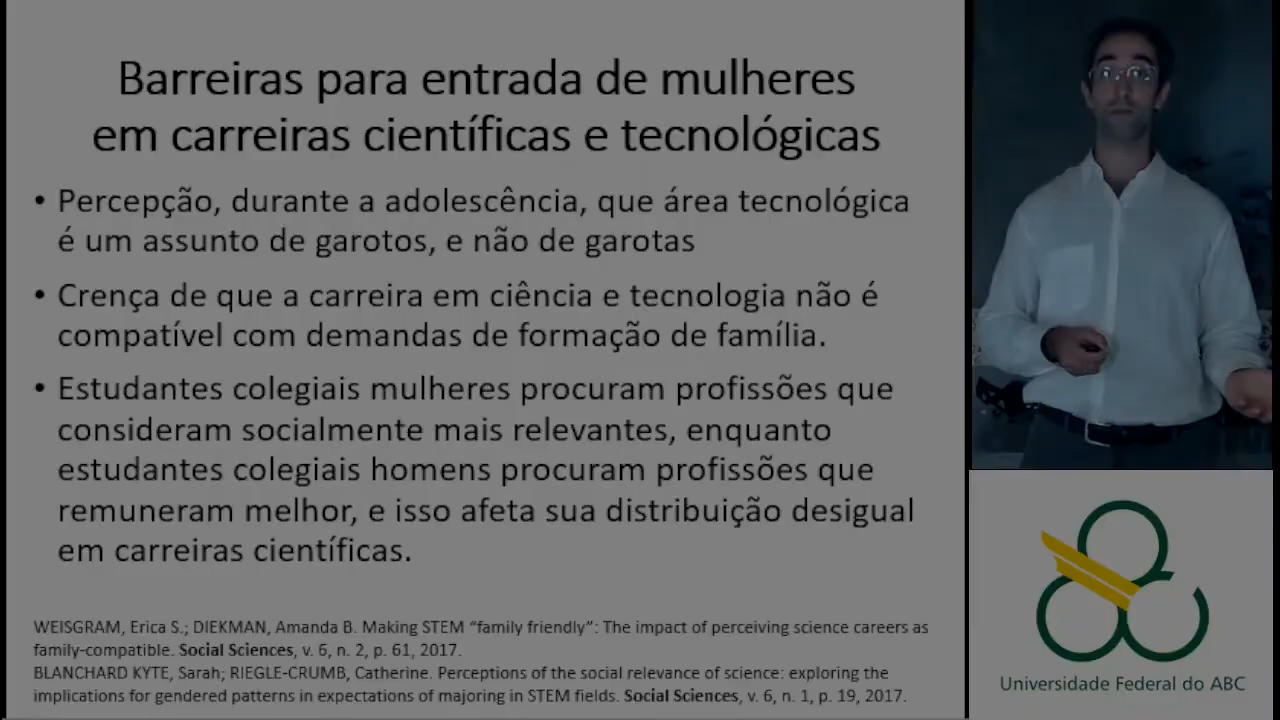 Barreiras para entrada de mulheres
em carreiras científicas e tecnológicas
• Percepção, durante a adolescência, que área tecnológica
é um assunto de garotos, e não de garotas
• Crença de que a carreira em ciência e tecnologia não é
compatível com demandas de formação de família.
• Estudantes colegiais mulheres procuram profissões que
consideram socialmente mais relevantes, enquanto
estudantes colegiais homens procuram profissões que
remuneram melhor, e isso afeta sua distribuição desigual
em carreiras científicas.
WEISGRAM, Erica S.; DIEKMAN, Amanda B. Making STEM “family friendly”: The impact of perceiving science careers as
family-compatible. Social Sciences, v. 6, n. 2, p. 61, 2017.
BLANCHARD KYTE, Sarah; RIEGLE-CRUMB, Catherine. Perceptions of the social relevance of science: exploring the
implications for gendered patterns in expectations of majoring in STEM fields. Social Sciences, v. 6, n. 1, p. 19, 2017.
Universidade Federal do ABC